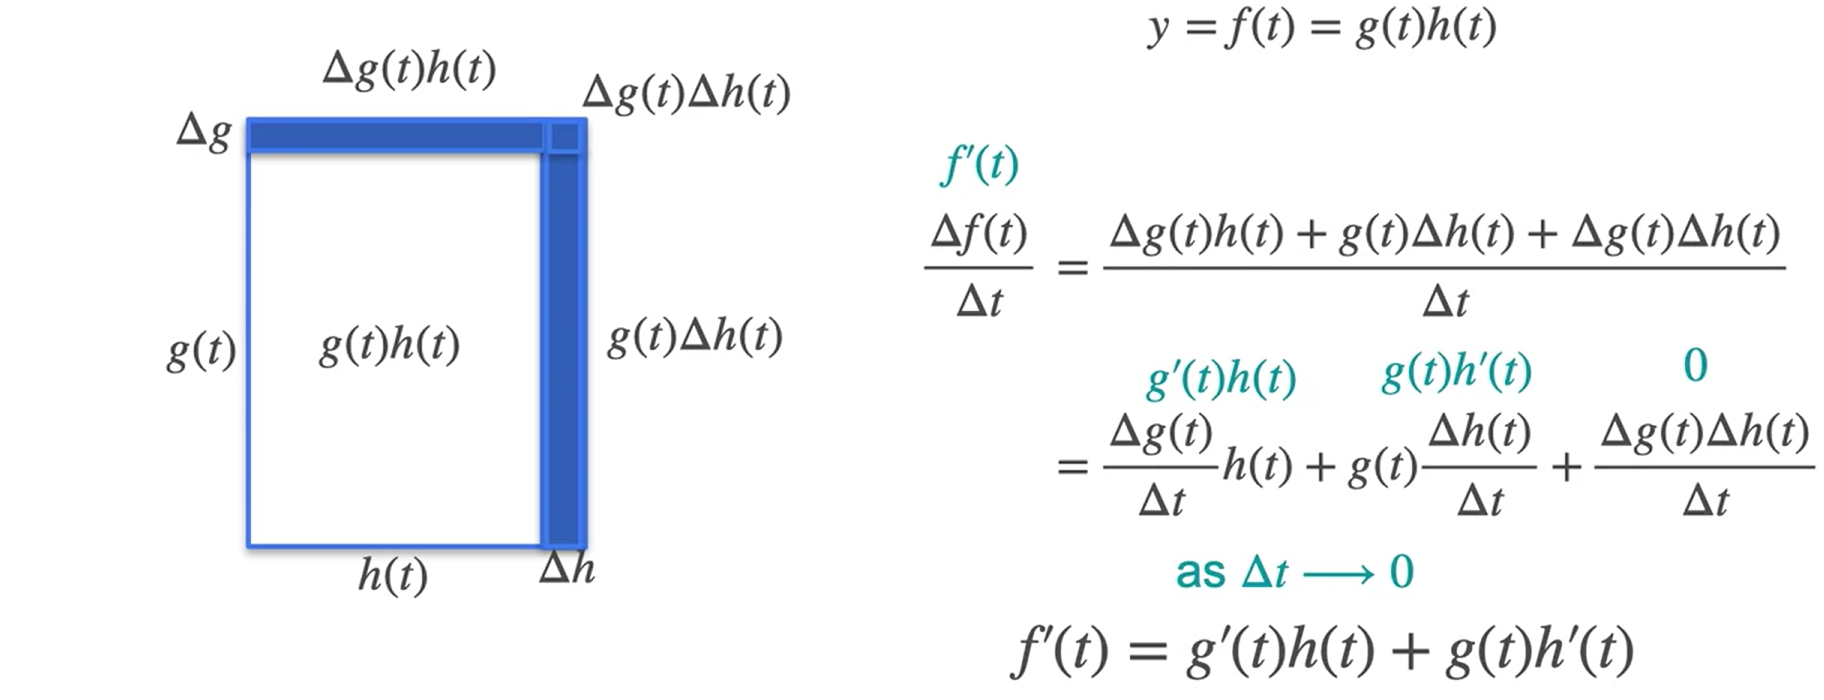 y = f(t) = g(t)h(t)
Δg(t)h(t)
Δg(t)Δh(t)
Δg
g(t)
g(t)h(t)
g(t)Δh(t)
h(t)
Δh
f′(t)
Δf(t)/Δt = (Δg(t)h(t) + g(t)Δh(t) + Δg(t)Δh(t))/Δt
g′(t)h(t) g(t)h′(t) 0
= Δg(t)/Δt h(t) + g(t) Δh(t)/Δt + Δg(t)Δh(t)/Δt
as Δt ⟶ 0
f′(t) = g′(t)h(t) + g(t)h′(t)